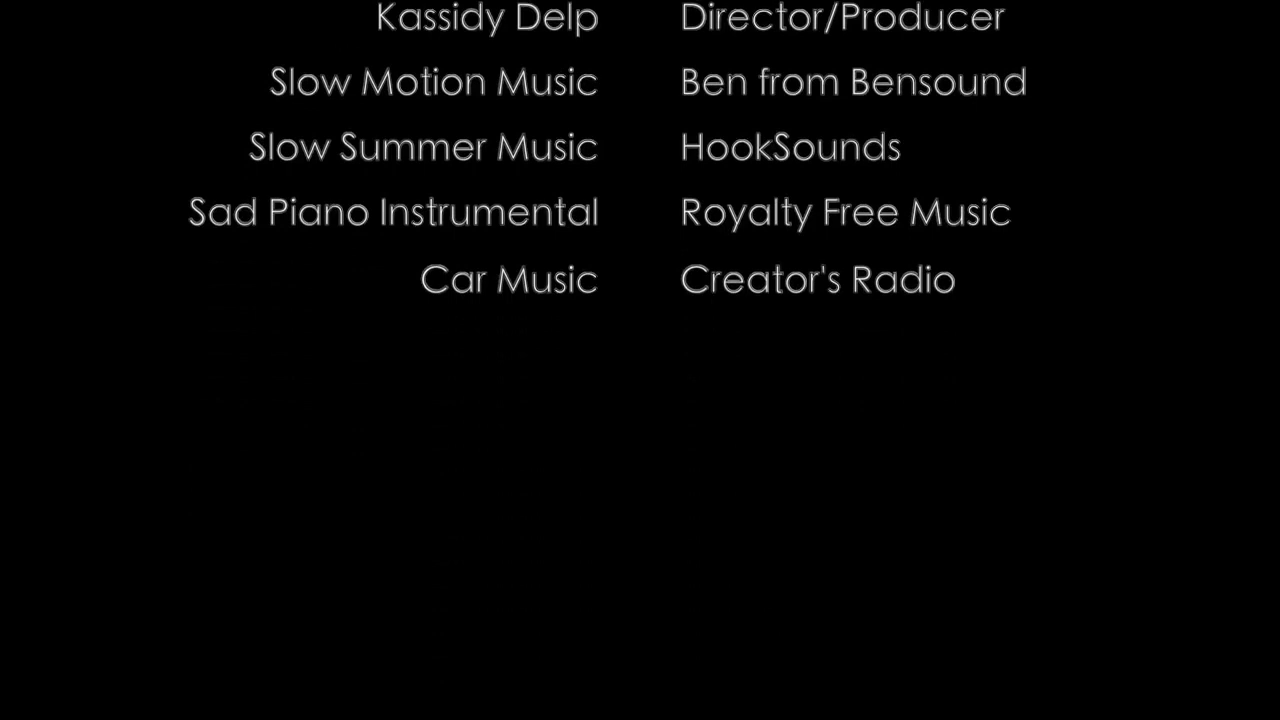 Kassidy Delp Director/Producer
Slow Motion Music Ben from Bensound
Slow Summer Music HookSounds
Sad Piano Instrumental Royalty Free Music
Car Music Creator's Radio